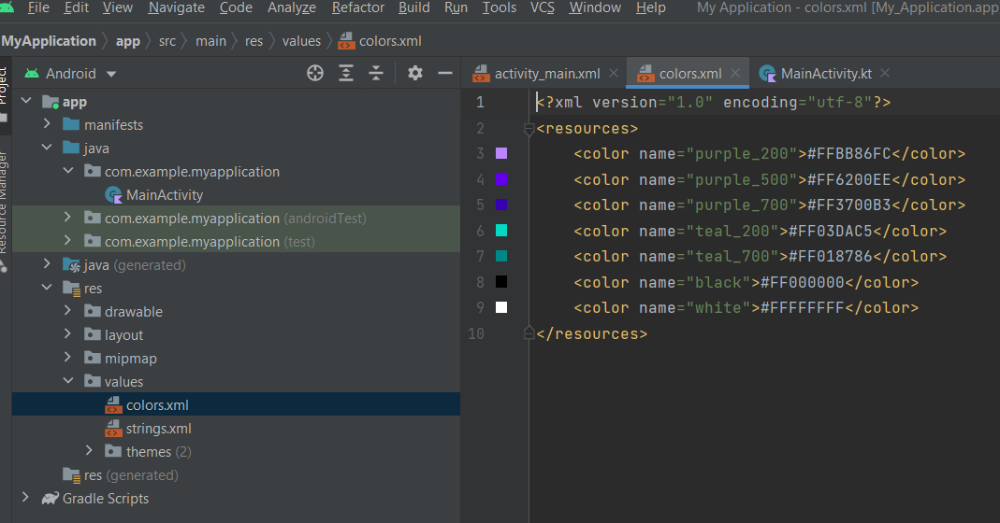 File Edit View Navigate Code Analyze Refactor Build Run Tools VCS Window Help My Application - colors.xml [My_Application.app
MyApplication app src main res values colors.xml
Project
Resource Manager
Android
app
manifests
java
com.example.myapplication
MainActivity
com.example.myapplication (androidTest)
com.example.myapplication (test)
java (generated)
res
drawable
layout
mipmap
values
colors.xml
strings.xml
themes (2)
res (generated)
Gradle Scripts
activity_main.xml colors.xml MainActivity.kt
1 <?xml version="1.0" encoding="utf-8"?>
2 <resources>
3 <color name="purple_200">#FFBB86FC</color>
4 <color name="purple_500">#FF6200EE</color>
5 <color name="purple_700">#FF3700B3</color>
6 <color name="teal_200">#FF03DAC5</color>
7 <color name="teal_700">#FF018786</color>
8 <color name="black">#FF000000</color>
9 <color name="white">#FFFFFFFF</color>
10 </resources>